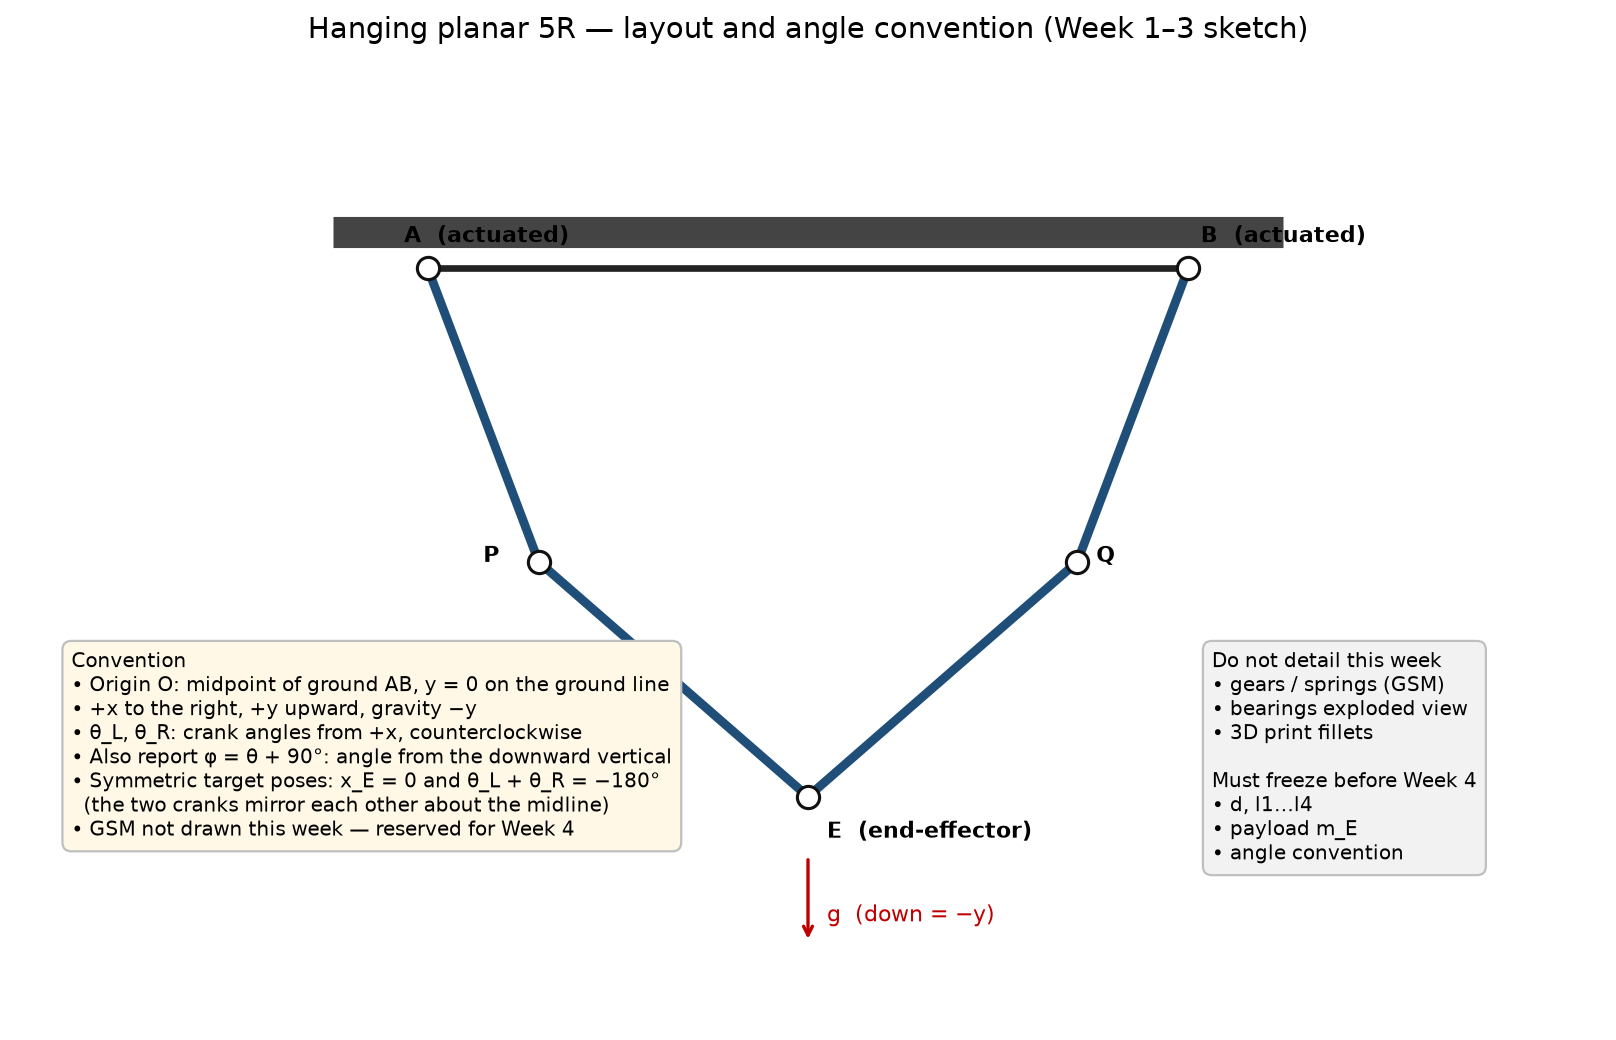 Hanging planar 5R — layout and angle convention (Week 1–3 sketch)
A (actuated)
B (actuated)
P
Q
Convention
• Origin O: midpoint of ground AB, y = 0 on the ground line
• +x to the right, +y upward, gravity −y
• θ_L, θ_R: crank angles from +x, counterclockwise
• Also report φ = θ + 90°: angle from the downward vertical
• Symmetric target poses: x_E = 0 and θ_L + θ_R = −180°
(the two cranks mirror each other about the midline)
• GSM not drawn this week — reserved for Week 4
Do not detail this week
• gears / springs (GSM)
• bearings exploded view
• 3D print fillets
Must freeze before Week 4
• d, l1…l4
• payload m_E
• angle convention
E (end-effector)
g (down = −y)